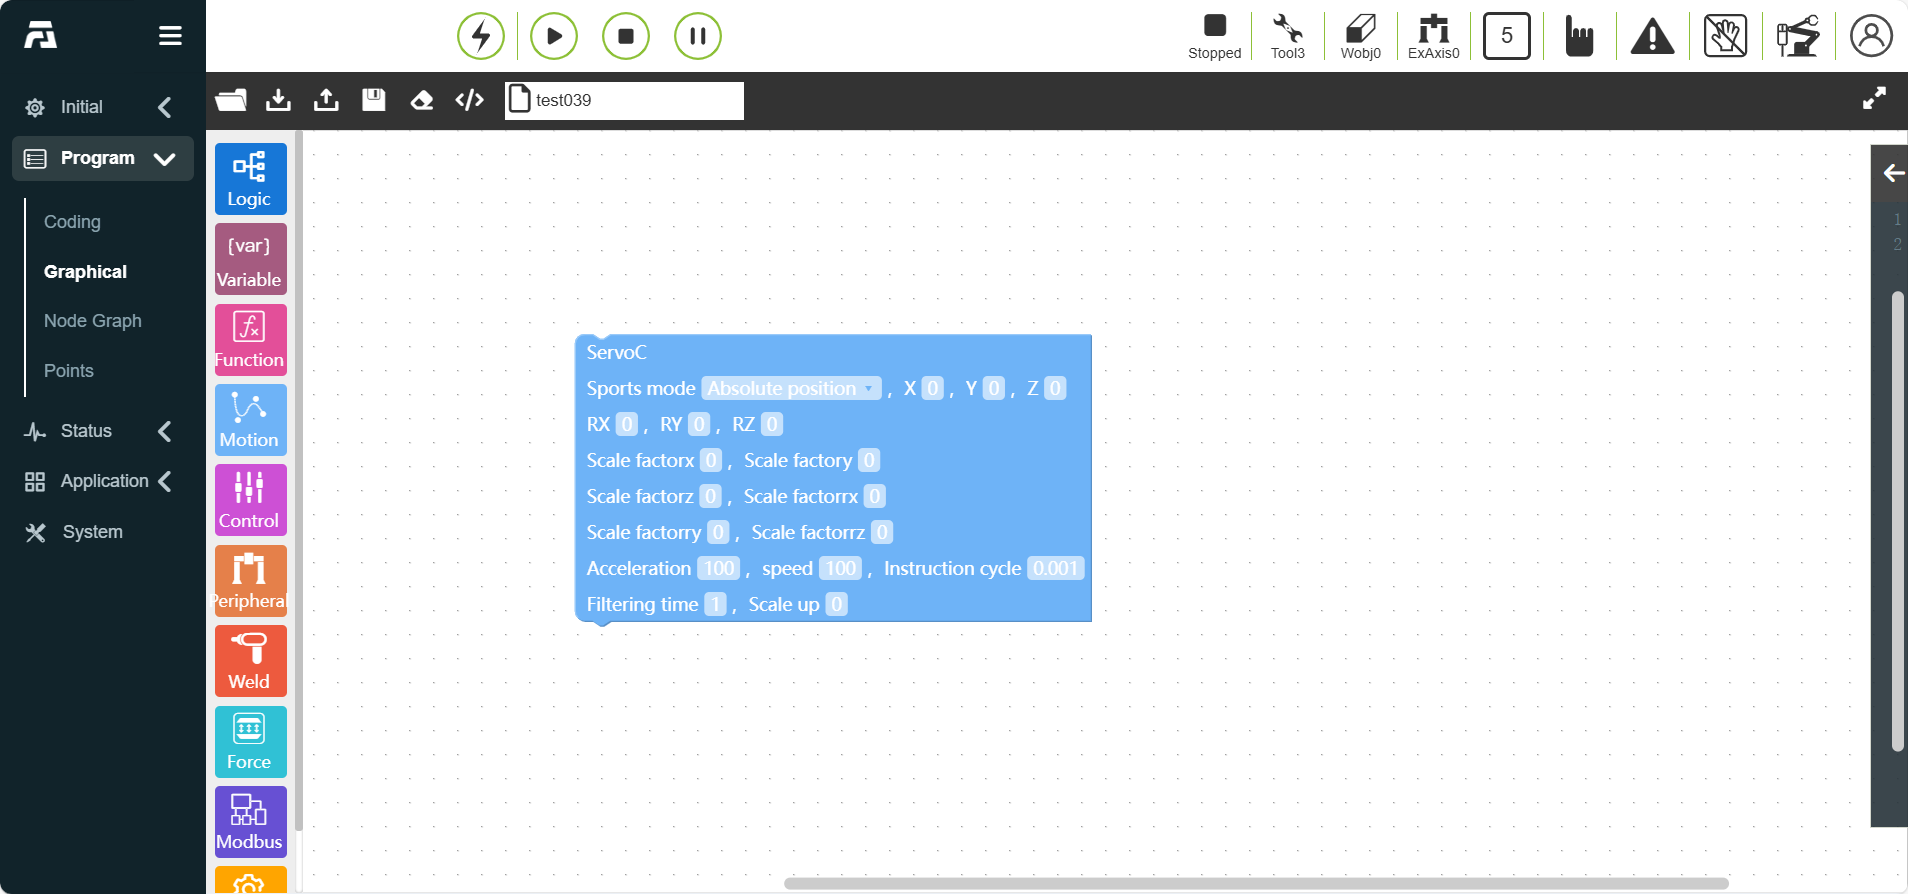 Stopped
Tool3
Wobj0
ExAxis0
5
test039
Initial
Program
Coding
Graphical
Node Graph
Points
Status
Application
System
Logic
{var}
Variable
Function
Motion
Control
Peripheral
Weld
Force
Modbus
ServoC
Sports mode Absolute position , X 0 , Y 0 , Z 0
RX 0 , RY 0 , RZ 0
Scale factorx 0 , Scale factory 0
Scale factorz 0 , Scale factorrx 0
Scale factorry 0 , Scale factorrz 0
Acceleration 100 , speed 100 , Instruction cycle 0.001
Filtering time 1 , Scale up 0
1
2